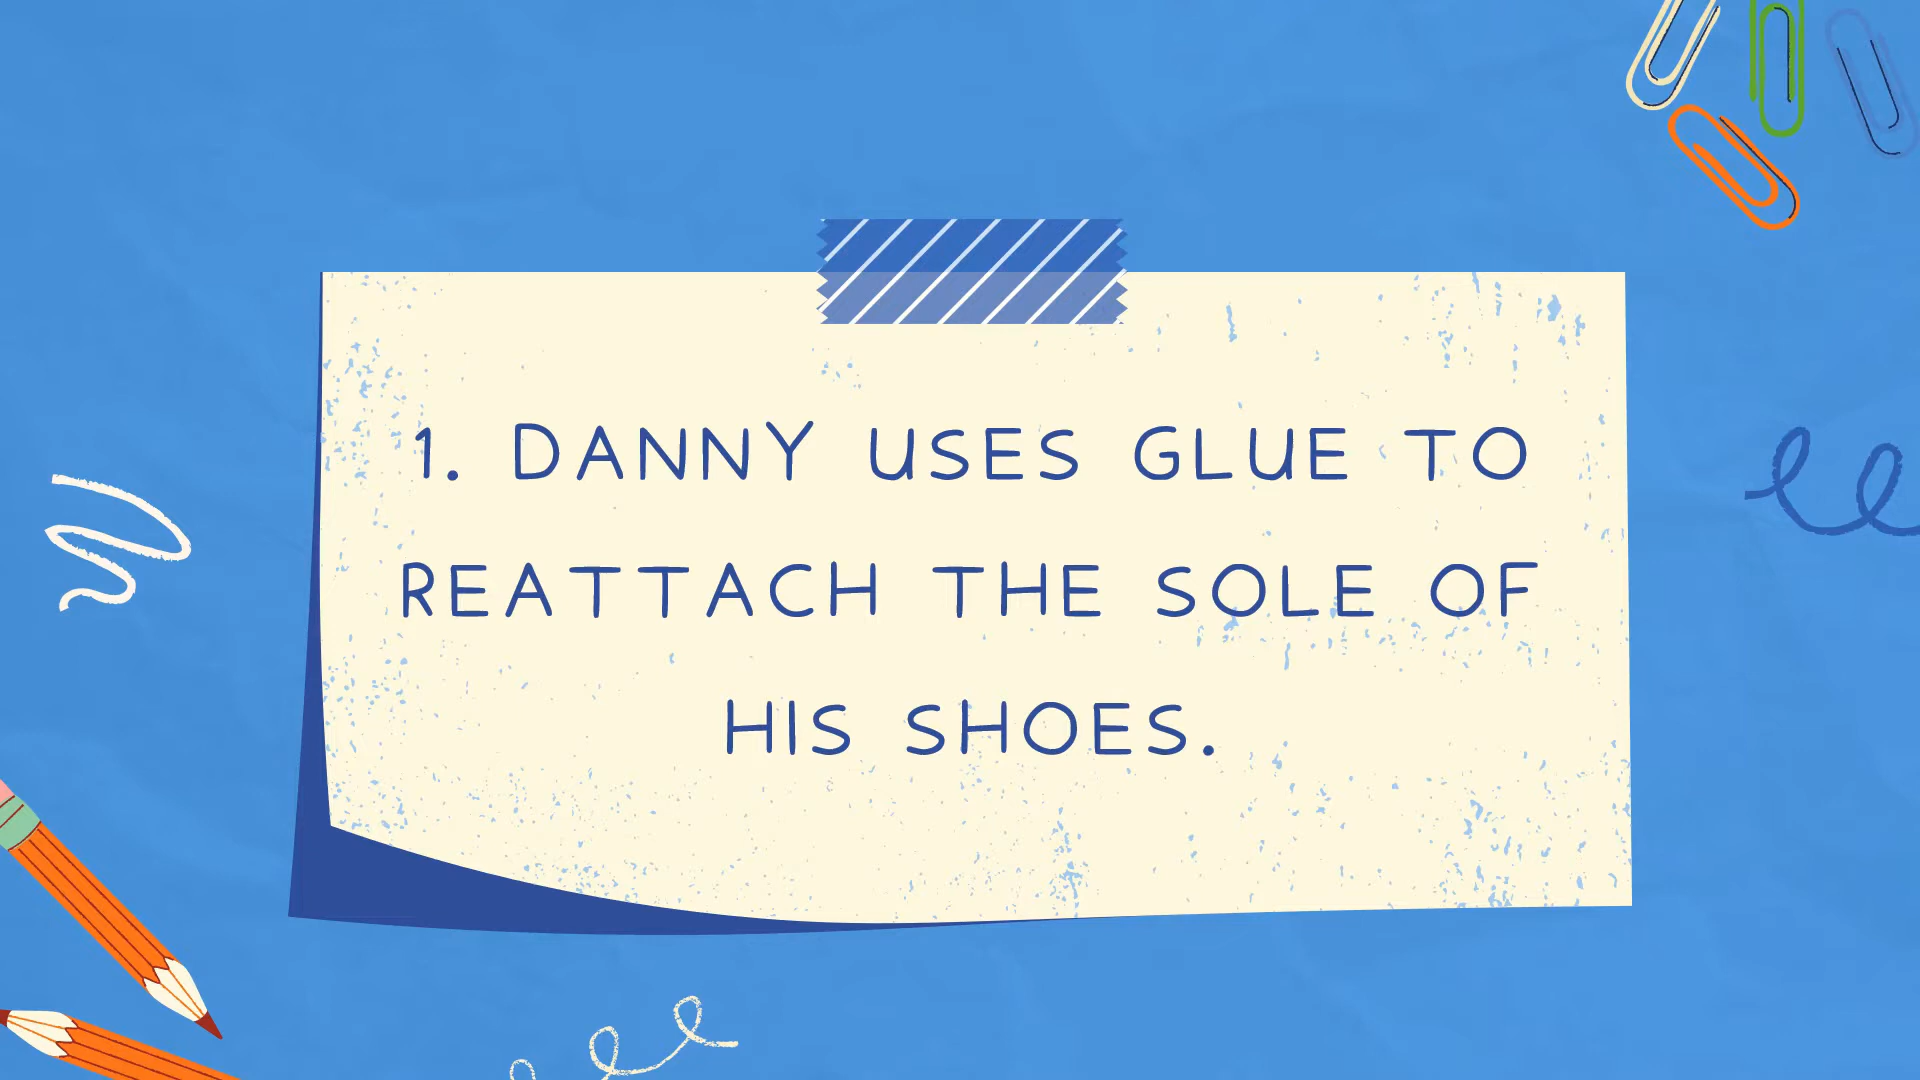 1. DANNY USES GLUE TO
REATTACH THE SOLE OF
HIS SHOES.